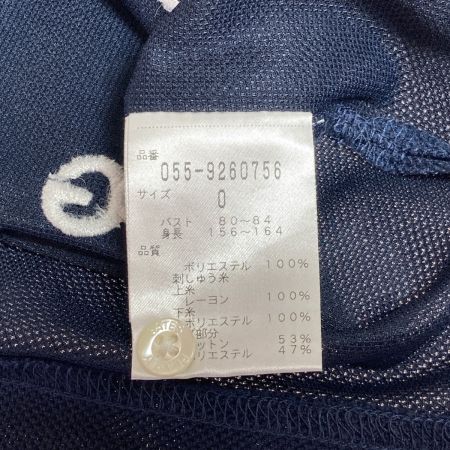 品番
055-9260756
サイズ
0
バスト 80～84
身長 156～164
品質
ポリエステル 100%
刺しゅう糸
上糸
レーヨン 100%
下糸
ポリエステル 100%
部分
コットン 53%
ポリエステル 47%